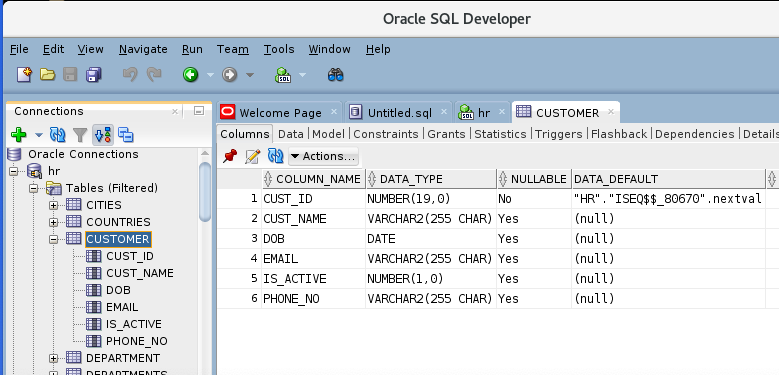 Oracle SQL Developer
File Edit View Navigate Run Team Tools Window Help
SQL
Connections
Welcome Page Untitled.sql SQL hr CUSTOMER
Columns Data Model Constraints Grants Statistics Triggers Flashback Dependencies Details
SQL
Actions...
Oracle Connections
hr
Tables (Filtered)
CITIES
COUNTRIES
CUSTOMER
CUST_ID
CUST_NAME
DOB
EMAIL
IS_ACTIVE
PHONE_NO
DEPARTMENT
DEPARTMENTS
COLUMN_NAME DATA_TYPE NULLABLE DATA_DEFAULT
1 CUST_ID NUMBER(19,0) No "HR"."ISEQ$$_80670".nextval
2 CUST_NAME VARCHAR2(255 CHAR) Yes (null)
3 DOB DATE Yes (null)
4 EMAIL VARCHAR2(255 CHAR) Yes (null)
5 IS_ACTIVE NUMBER(1,0) Yes (null)
6 PHONE_NO VARCHAR2(255 CHAR) Yes (null)